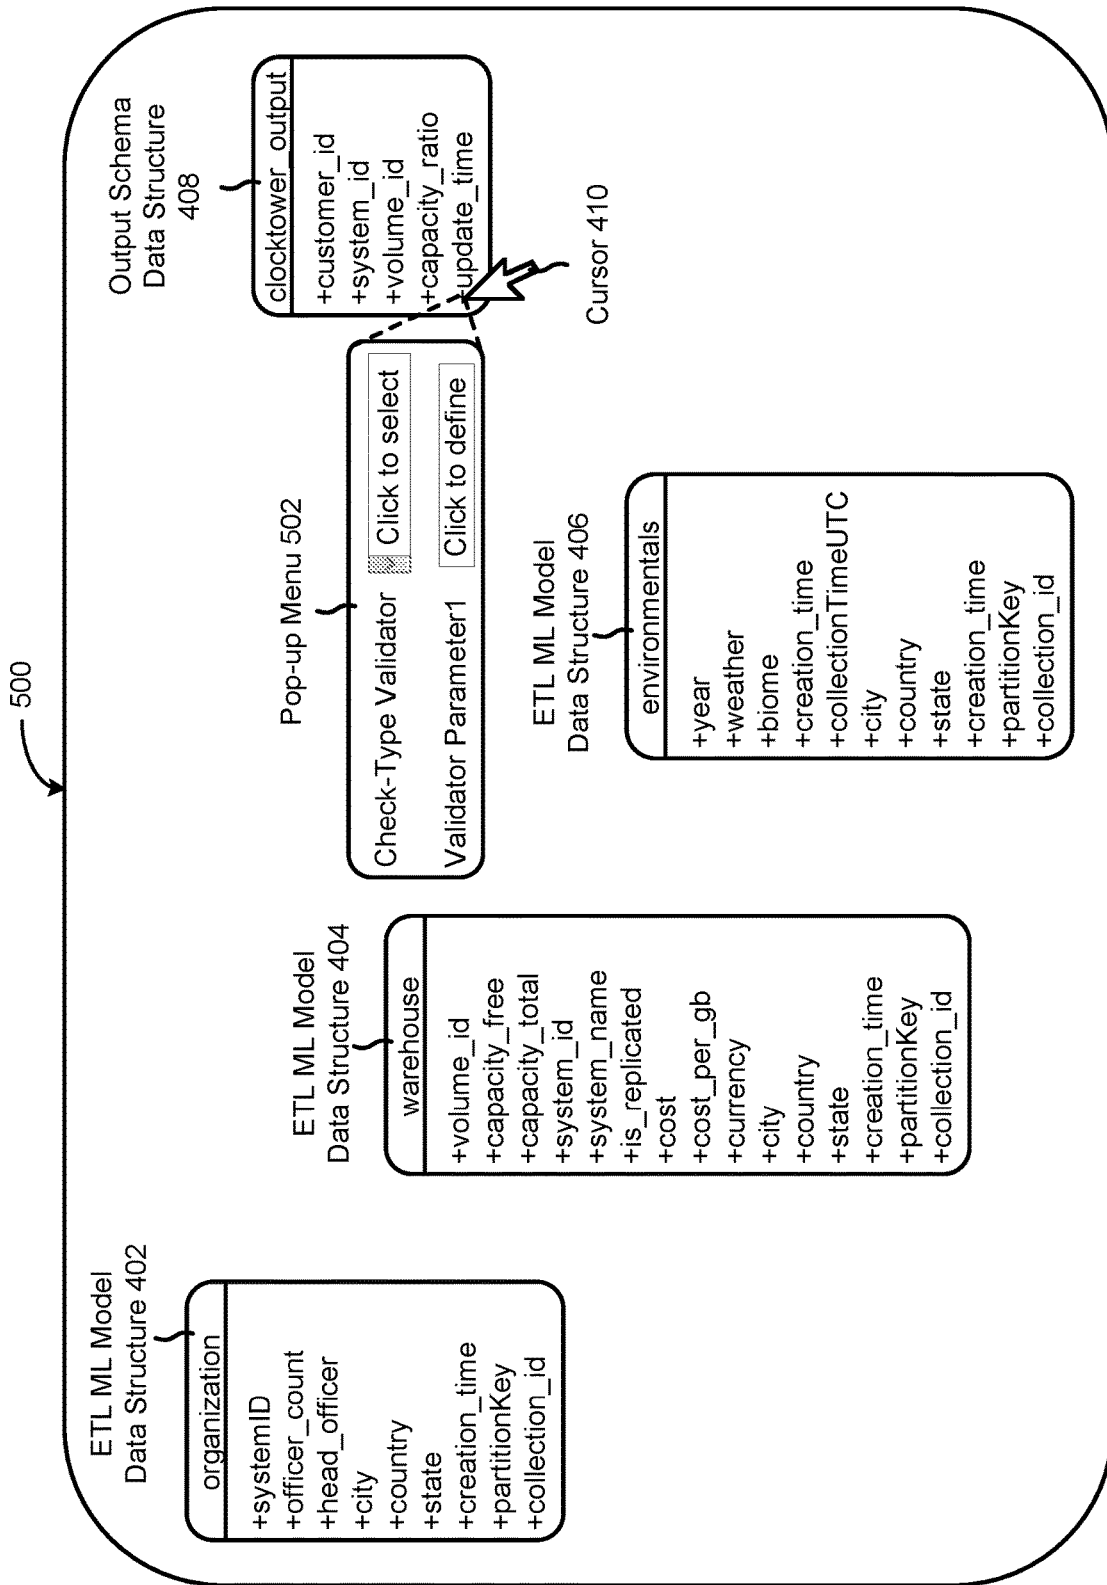 500
ETL ML Model
Data Structure 402
organization
+systemID
+officer_count
+head_officer
+city
+country
+state
+creation_time
+partitionKey
+collection_id
ETL ML Model
Data Structure 404
warehouse
+volume_id
+capacity_free
+capacity_total
+system_id
+system_name
+is_replicated
+cost
+cost_per_gb
+currency
+city
+country
+state
+creation_time
+partitionKey
+collection_id
Pop-up Menu 502
Check-Type Validator Click to select
Validator Parameter1 Click to define
ETL ML Model
Data Structure 406
environmentals
+year
+weather
+biome
+creation_time
+collectionTimeUTC
+city
+country
+state
+creation_time
+partitionKey
+collection_id
Output Schema
Data Structure
408
clocktower_output
+customer_id
+system_id
+volume_id
+capacity_ratio
+update_time
Cursor 410